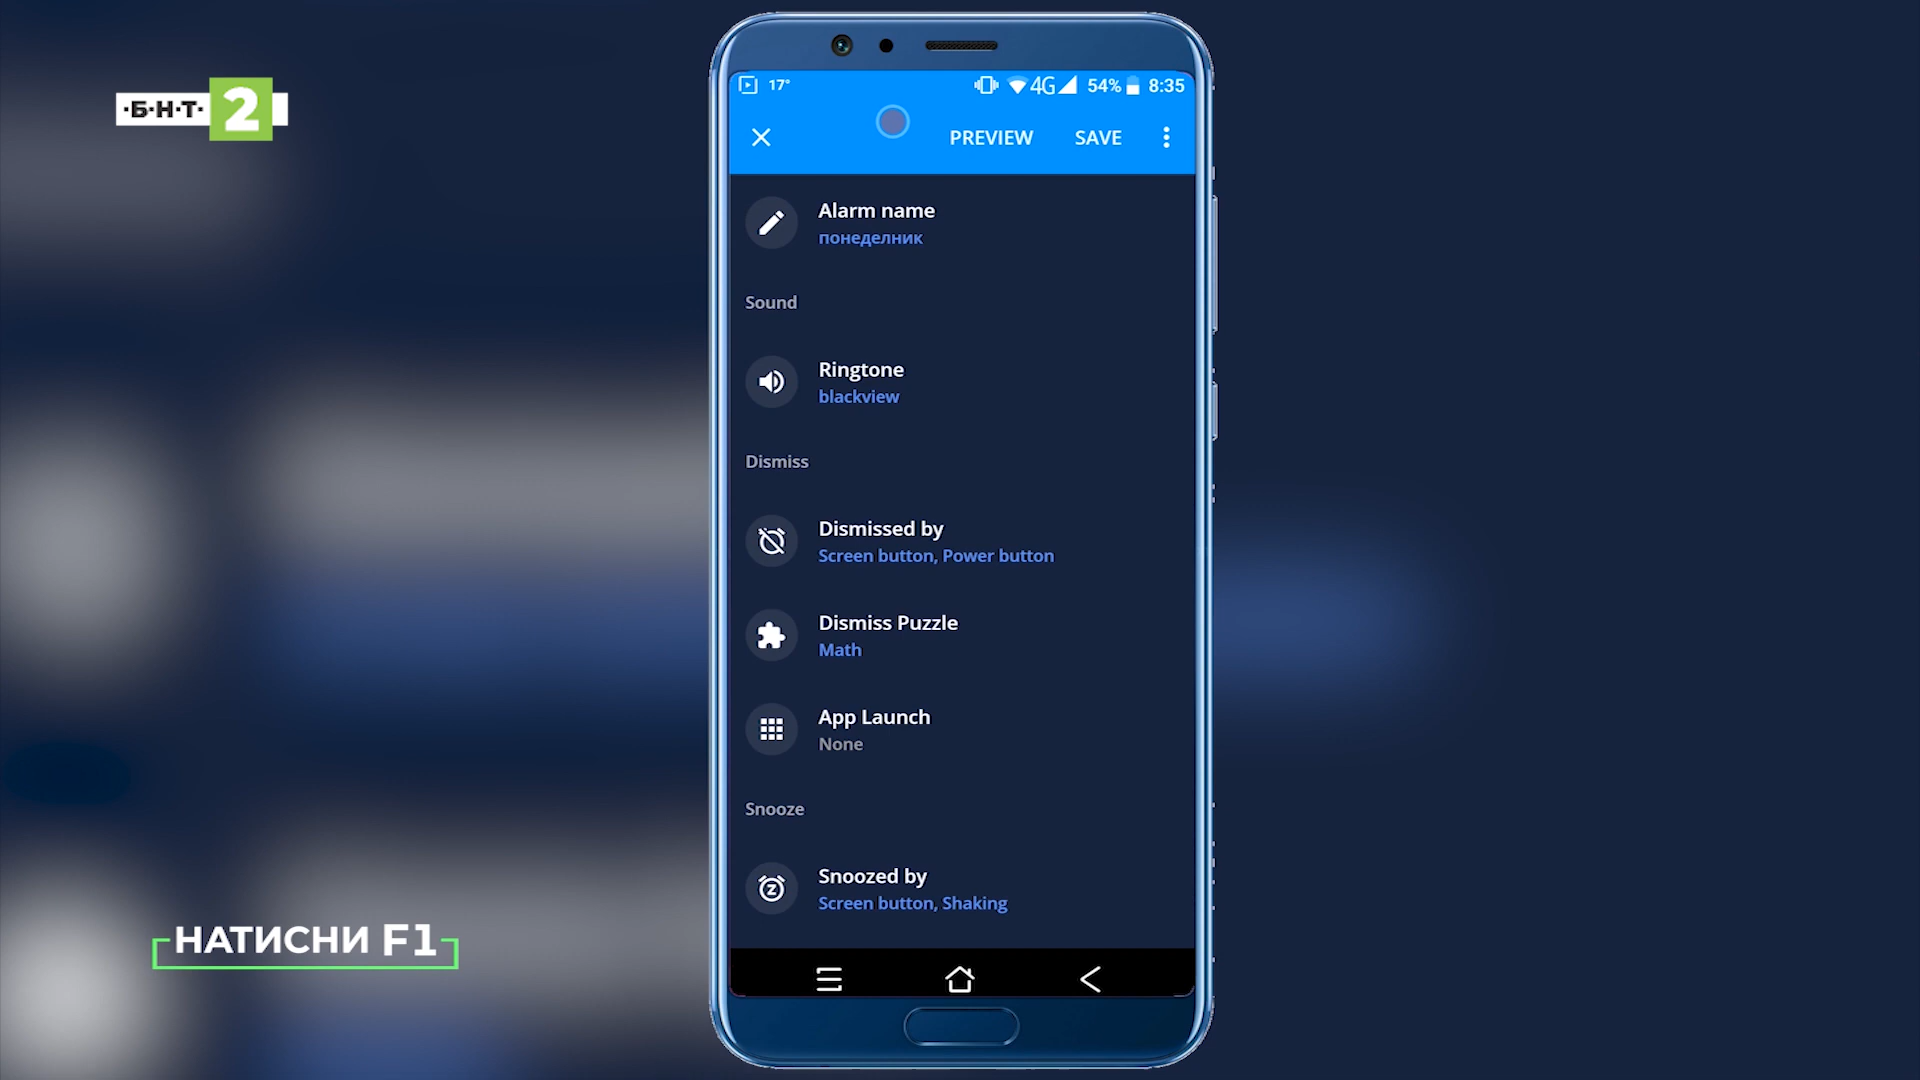 ·Б·Н·Т· 2
17° 4G 54% 8:35
PREVIEW SAVE
Alarm name
понеделник
Sound
Ringtone
blackview
Dismiss
Dismissed by
Screen button, Power button
Dismiss Puzzle
Math
App Launch
None
Snooze
Snoozed by
Screen button, Shaking
НАТИСНИ F1